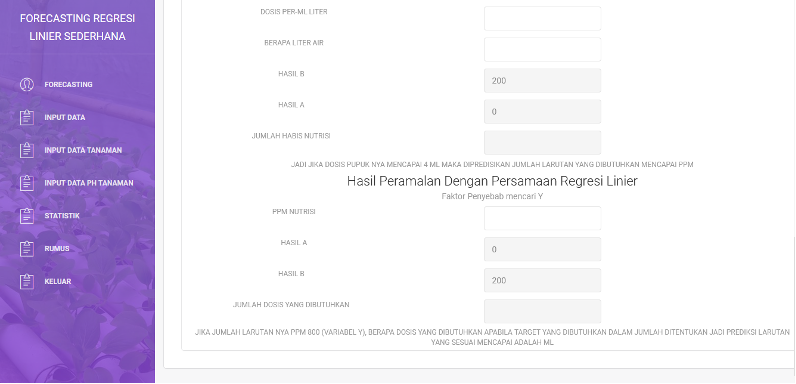 FORECASTING REGRESI
LINIER SEDERHANA
FORECASTING
INPUT DATA
INPUT DATA TANAMAN
INPUT DATA PH TANAMAN
STATISTIK
RUMUS
KELUAR
DOSIS PER-ML LITER
BERAPA LITER AIR
HASIL B
200
HASIL A
0
JUMLAH HABIS NUTRISI
JADI JIKA DOSIS PUPUK NYA MENCAPAI 4 ML MAKA DIPREDISIKAN JUMLAH LARUTAN YANG DIBUTUHKAN MENCAPAI PPM
Hasil Peramalan Dengan Persamaan Regresi Linier
Faktor Penyebab mencari Y
PPM NUTRISI
HASIL A
0
HASIL B
200
JUMLAH DOSIS YANG DIBUTUHKAN
JIKA JUMLAH LARUTAN NYA PPM 800 (VARIABEL Y), BERAPA DOSIS YANG DIBUTUHKAN APABILA TARGET YANG DIBUTUHKAN DALAM JUMLAH DITENTUKAN JADI PREDIKSI LARUTAN
YANG SESUAI MENCAPAI ADALAH ML